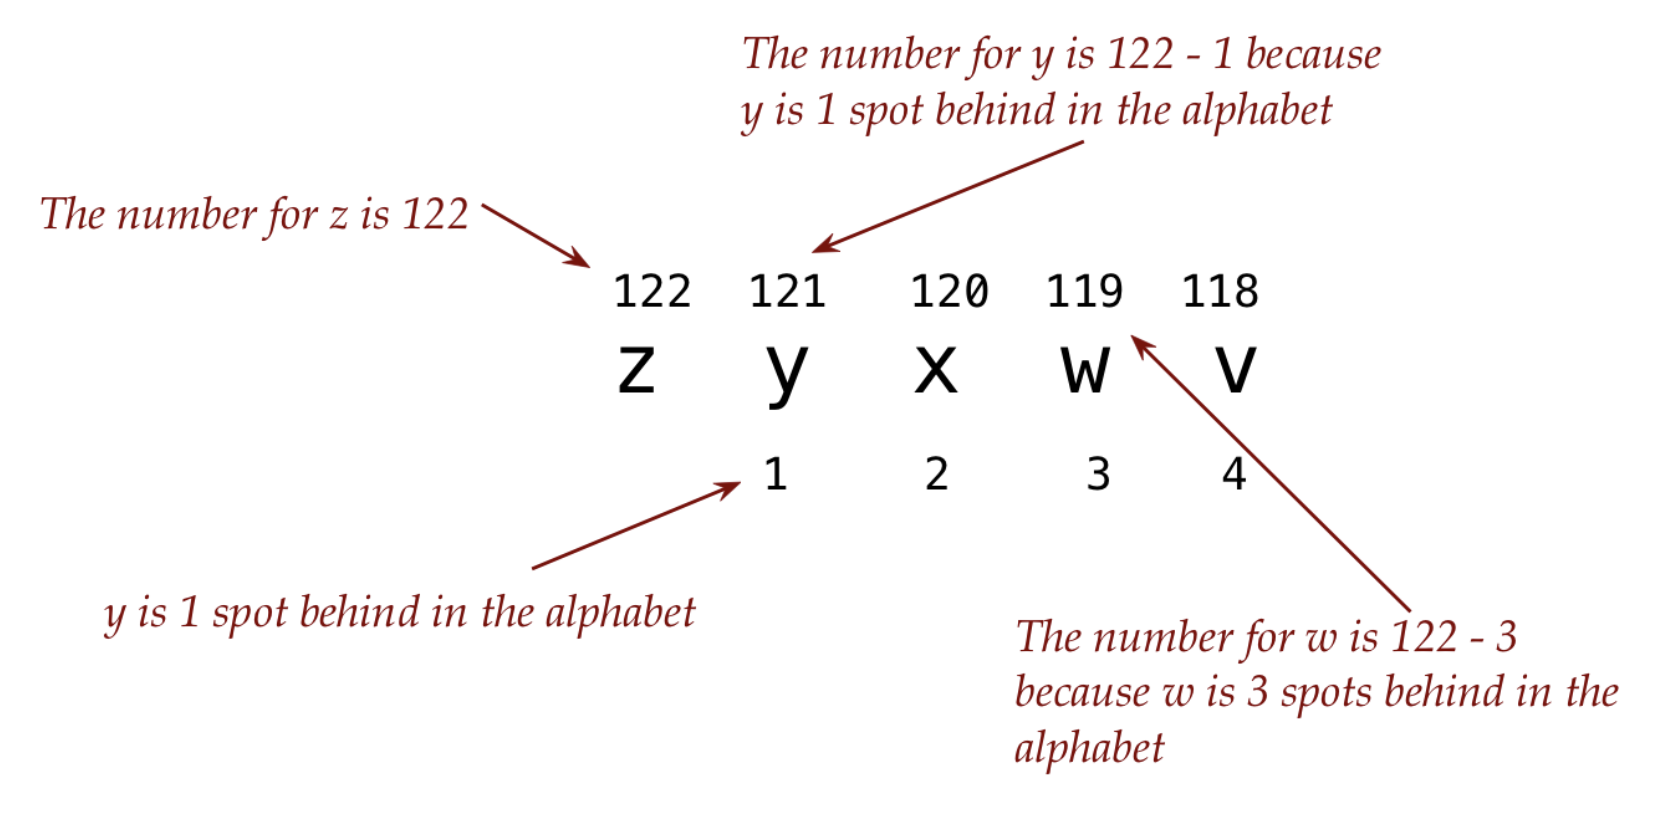 The number for y is 122 - 1 because
y is 1 spot behind in the alphabet
The number for z is 122
122 121 120 119 118
z y x w v
1 2 3 4
y is 1 spot behind in the alphabet
The number for w is 122 - 3
because w is 3 spots behind in the
alphabet